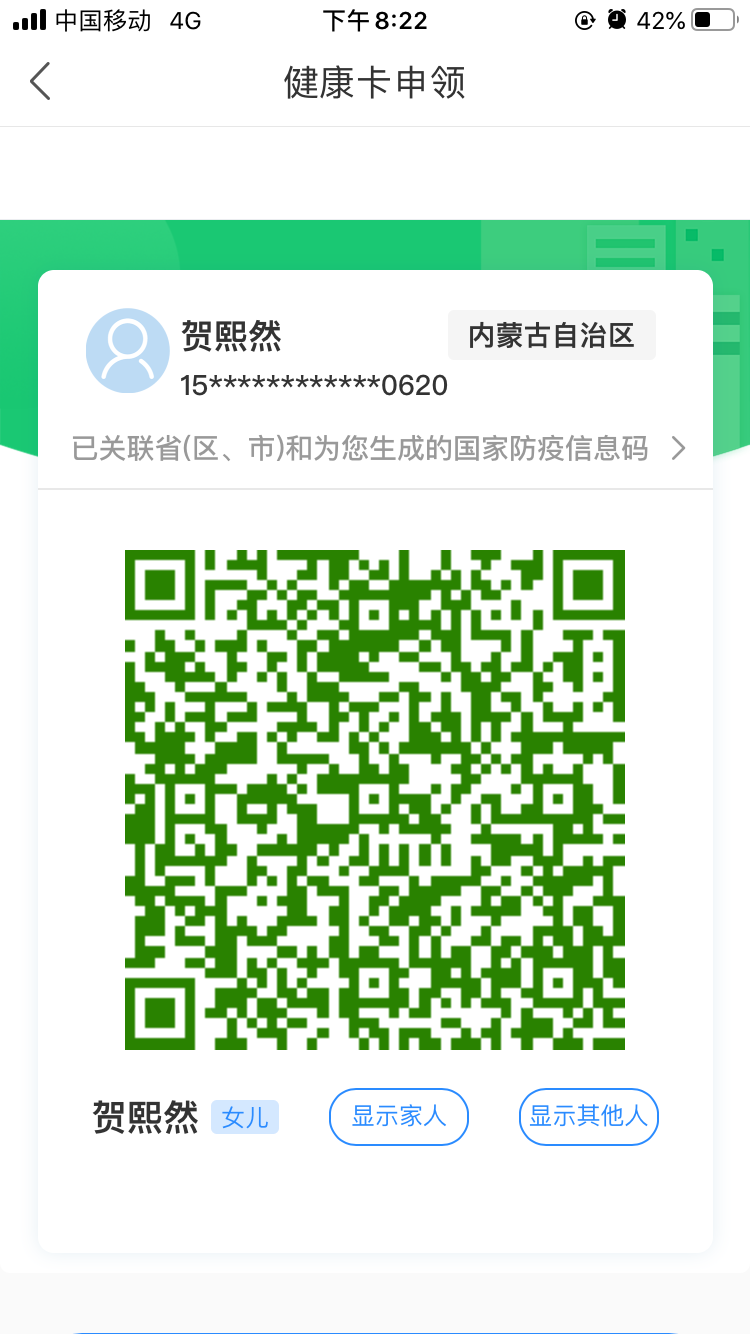 中国移动 4G 下午8:22 42%
健康卡申领
贺熙然 内蒙古自治区
15************0620
已关联省(区、市)和为您生成的国家防疫信息码
贺熙然 女儿 显示家人 显示其他人